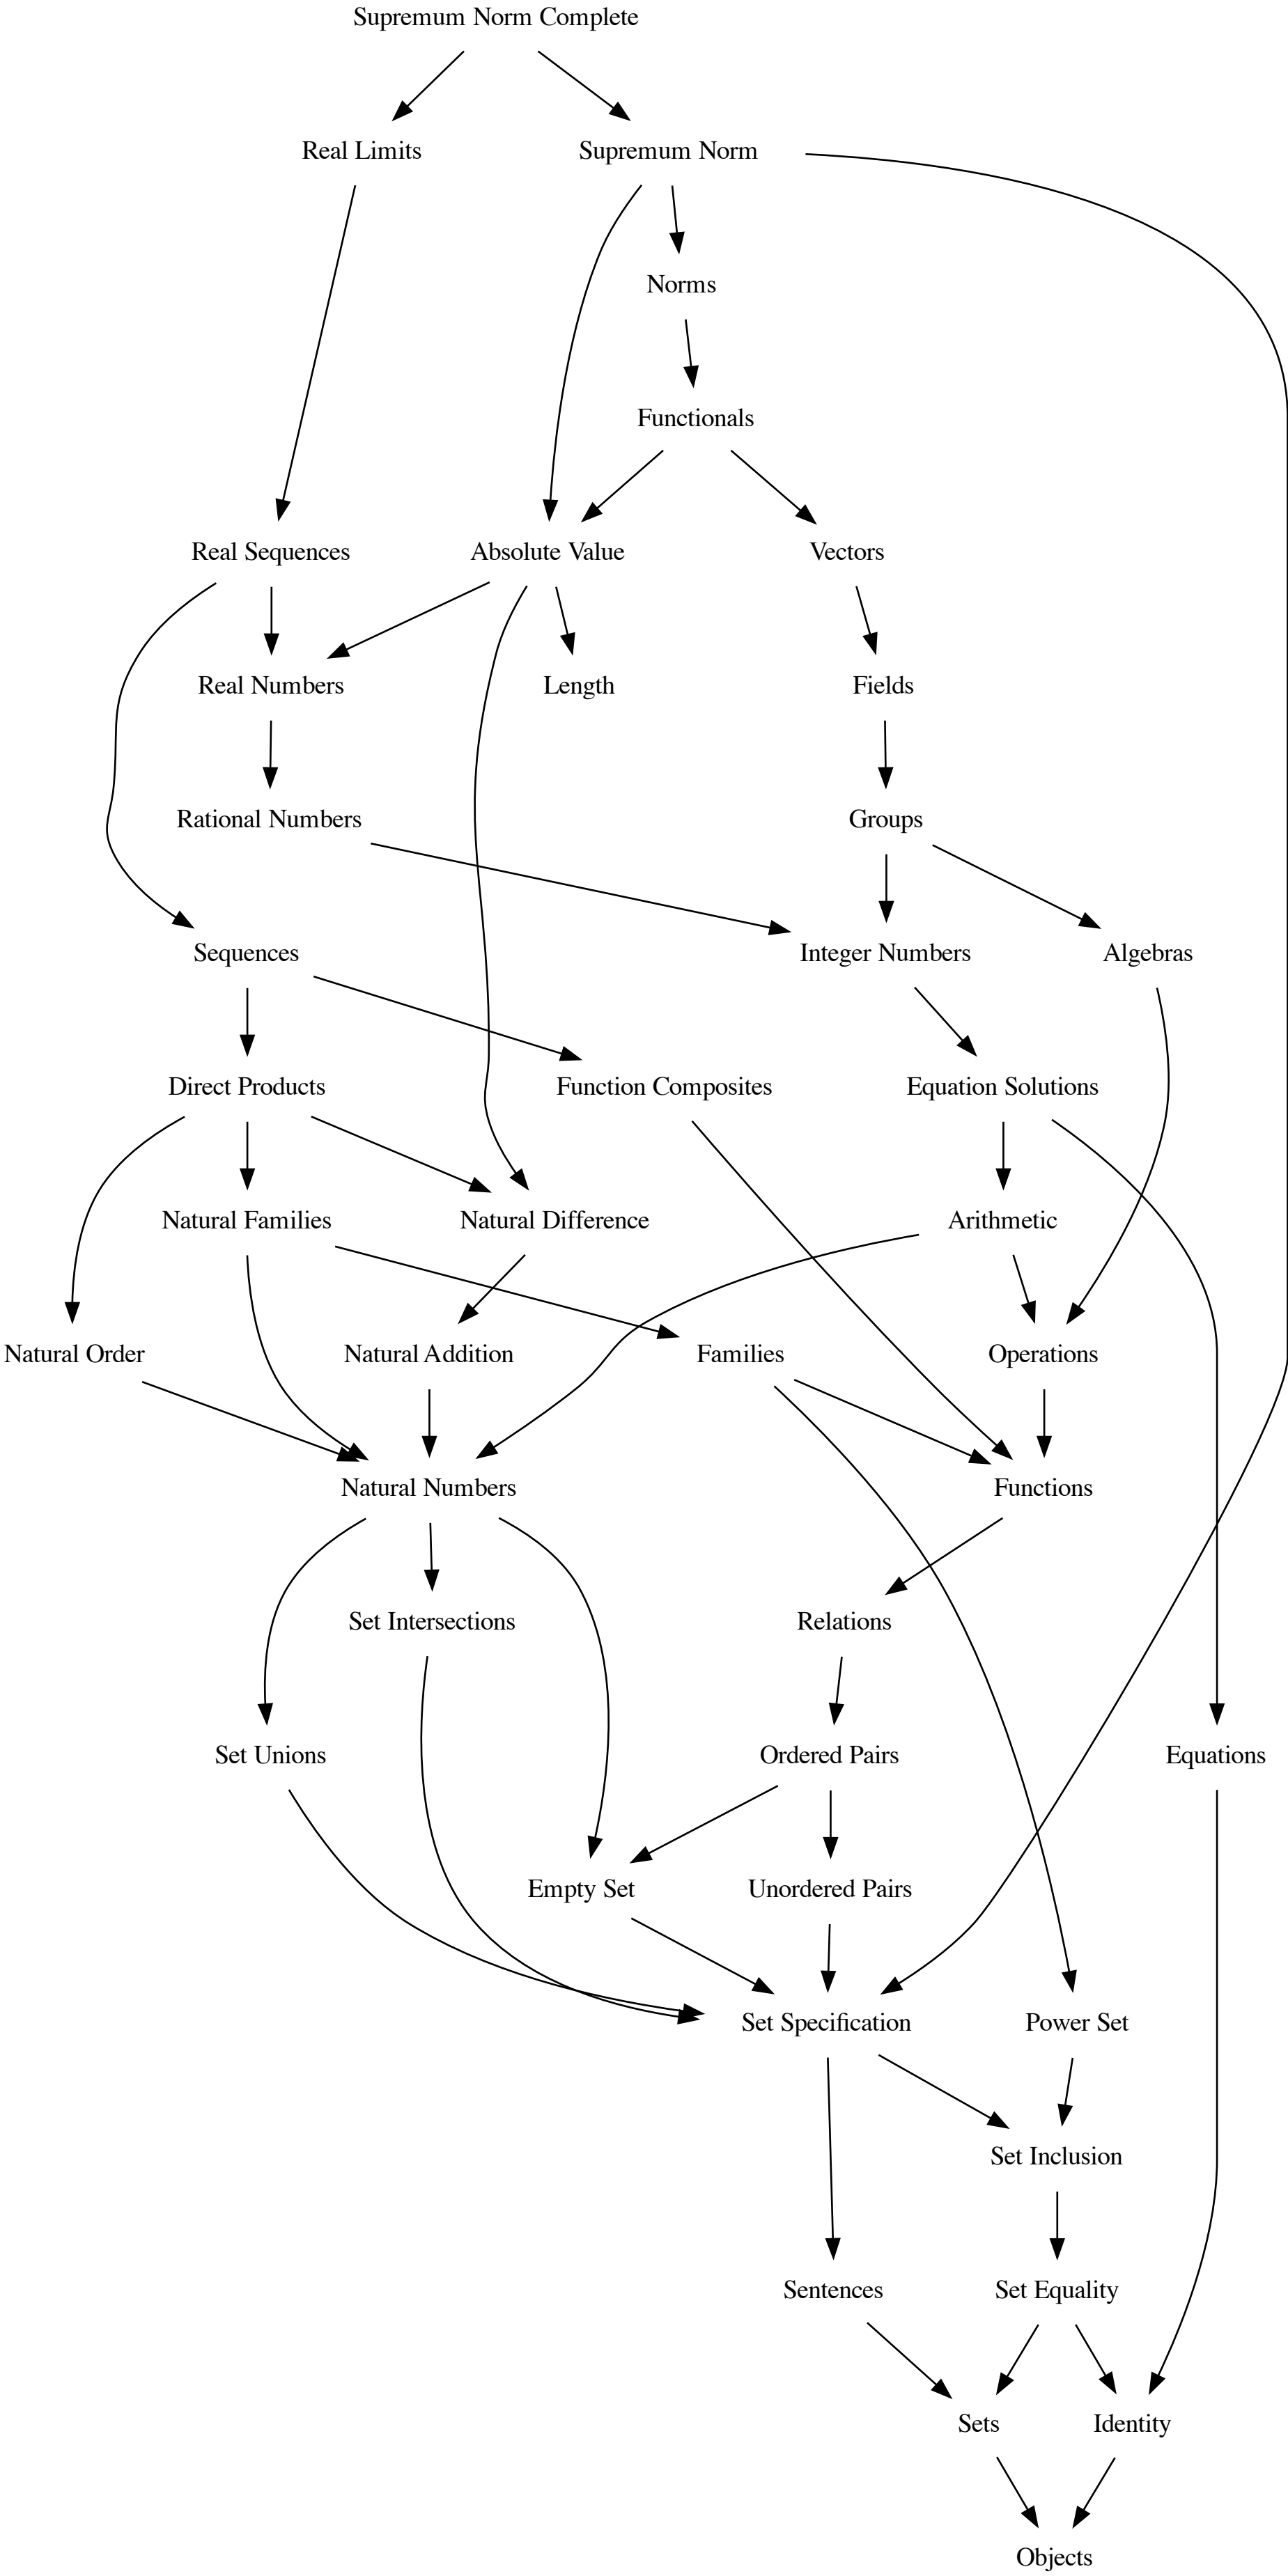 Supremum Norm Complete
Real Limits
Supremum Norm
Norms
Functionals
Real Sequences
Absolute Value
Vectors
Real Numbers
Length
Fields
Rational Numbers
Groups
Sequences
Integer Numbers
Algebras
Direct Products
Function Composites
Equation Solutions
Natural Families
Natural Difference
Arithmetic
Natural Order
Natural Addition
Families
Operations
Natural Numbers
Functions
Set Intersections
Relations
Set Unions
Ordered Pairs
Equations
Empty Set
Unordered Pairs
Set Specification
Power Set
Set Inclusion
Sentences
Set Equality
Sets
Identity
Objects